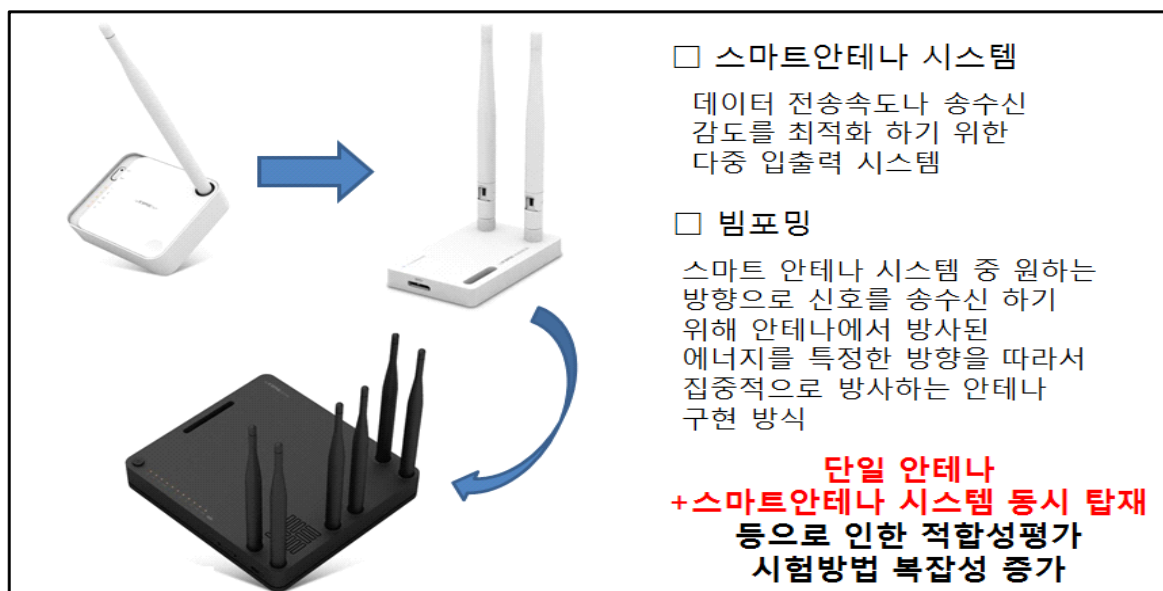 □ 스마트안테나 시스템
데이터 전송속도나 송수신
감도를 최적화 하기 위한
다중 입출력 시스템
□ 빔포밍
스마트 안테나 시스템 중 원하는
방향으로 신호를 송수신 하기
위해 안테나에서 방사된
에너지를 특정한 방향을 따라서
집중적으로 방사하는 안테나
구현 방식
단일 안테나
+스마트안테나 시스템 동시 탑재
등으로 인한 적합성평가
시험방법 복잡성 증가